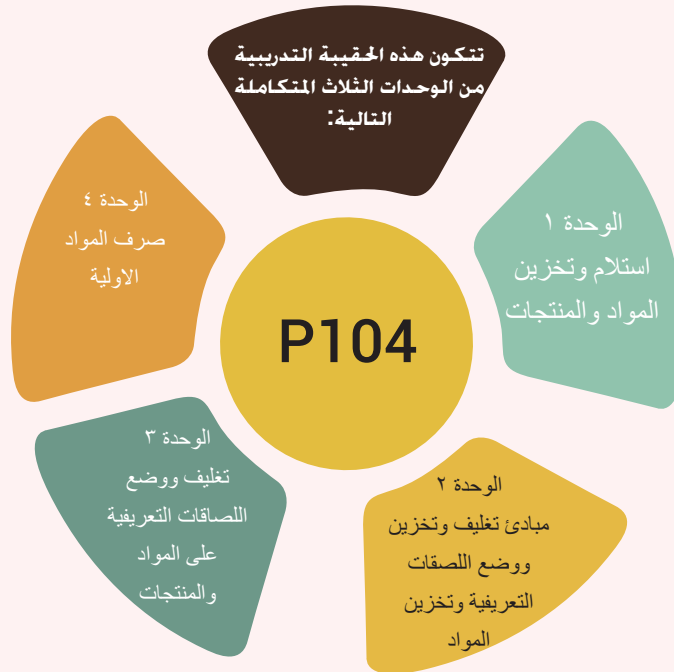 تتكون هذه الحقيبة التدريبية
من الوحدات الثلاث المتكاملة
التالية:
الوحدة ١
استلام وتخزين
المواد والمنتجات
الوحدة ٢
مبادئ تغليف وتخزين
ووضع اللصقات
التعريفية وتخزين
المواد
الوحدة ٣
تغليف ووضع
اللصاقات التعريفية
على المواد
والمنتجات
الوحدة ٤
صرف المواد
الاولية
P104